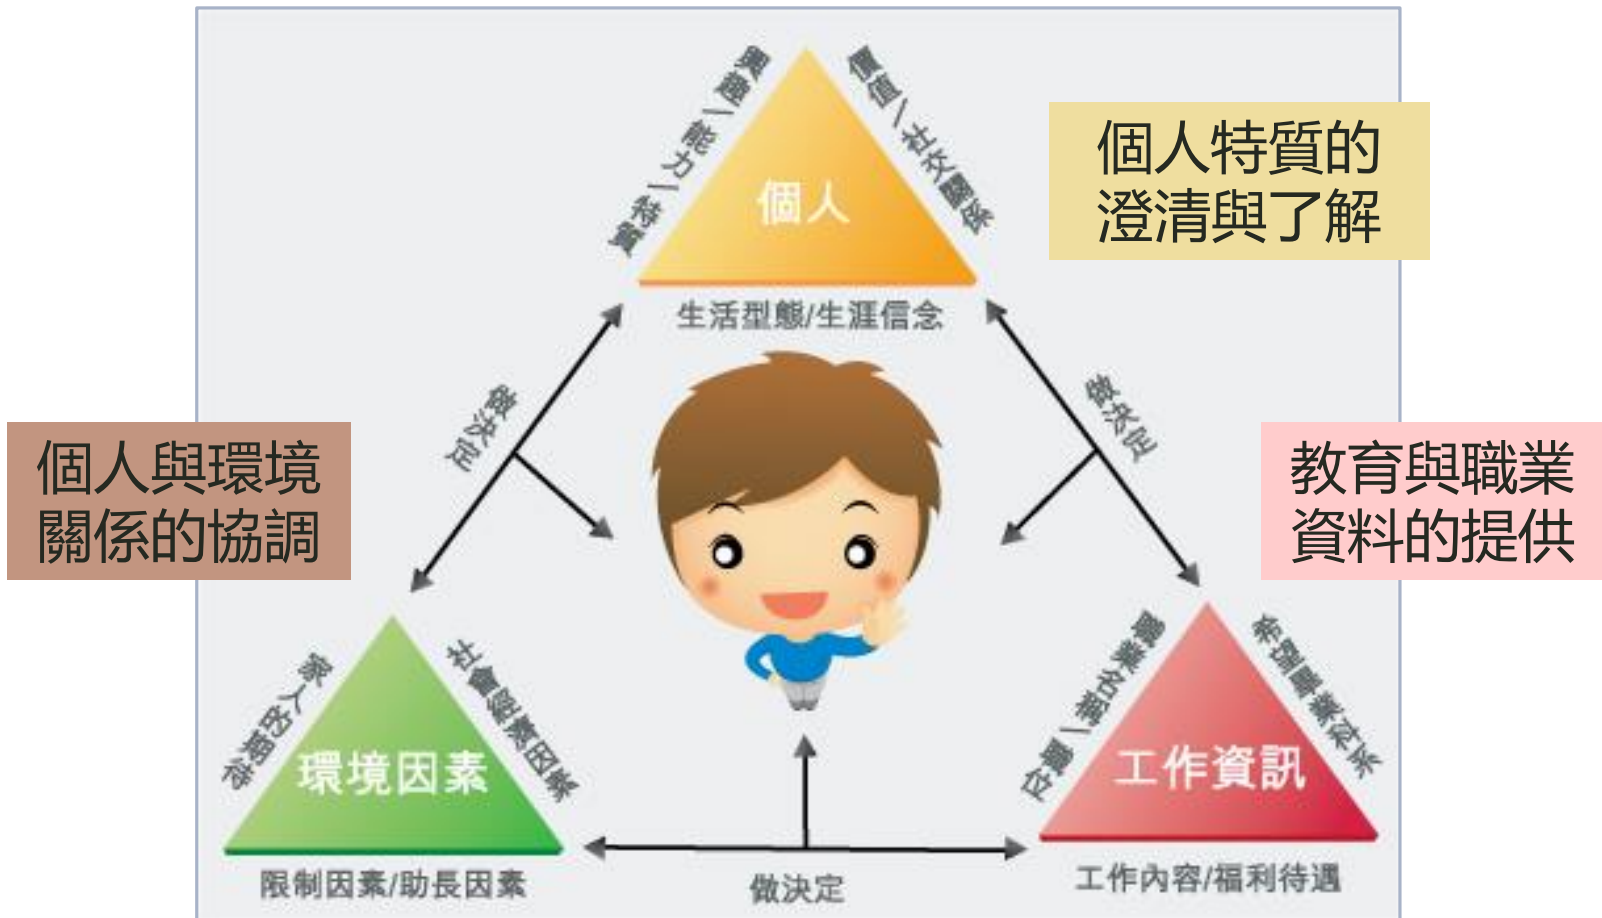 興趣/能力/特質
價值/社交關係
個人
生活型態/生涯信念
個人特質的
澄清與了解
做決定
做決定
個人與環境
關係的協調
教育與職業
資料的提供
家人的期待
社會經濟因素
環境因素
限制因素/助長因素
職業名稱/職位
希望職業科系
工作資訊
工作內容/福利待遇
做決定